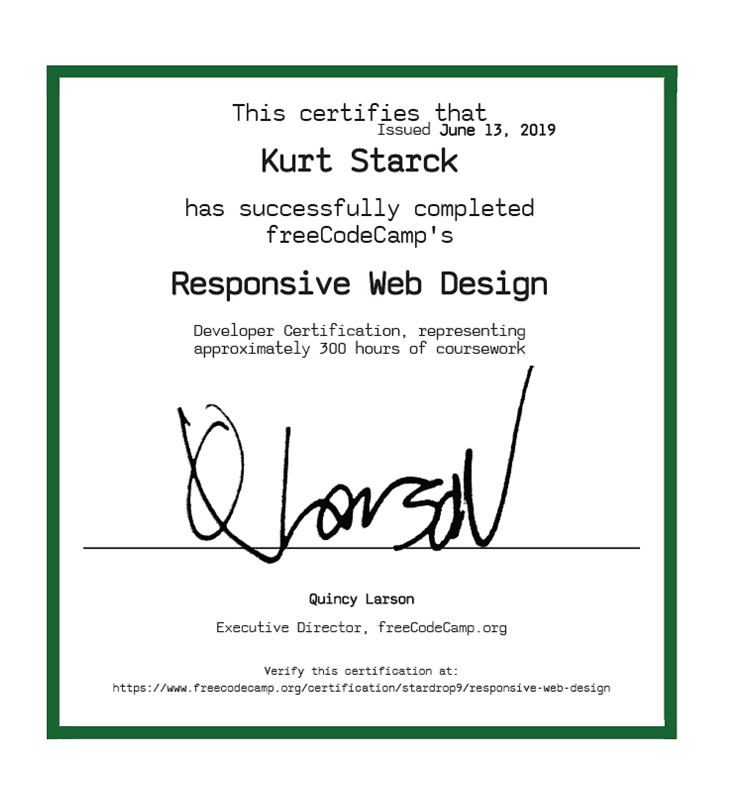 This certifies that
Issued June 13, 2019
Kurt Starck
has successfully completed
freeCodeCamp's
Responsive Web Design
Developer Certification, representing
approximately 300 hours of coursework
Q Larson
Quincy Larson
Executive Director, freeCodeCamp.org
Verify this certification at:
https://www.freecodecamp.org/certification/stardrop9/responsive-web-design